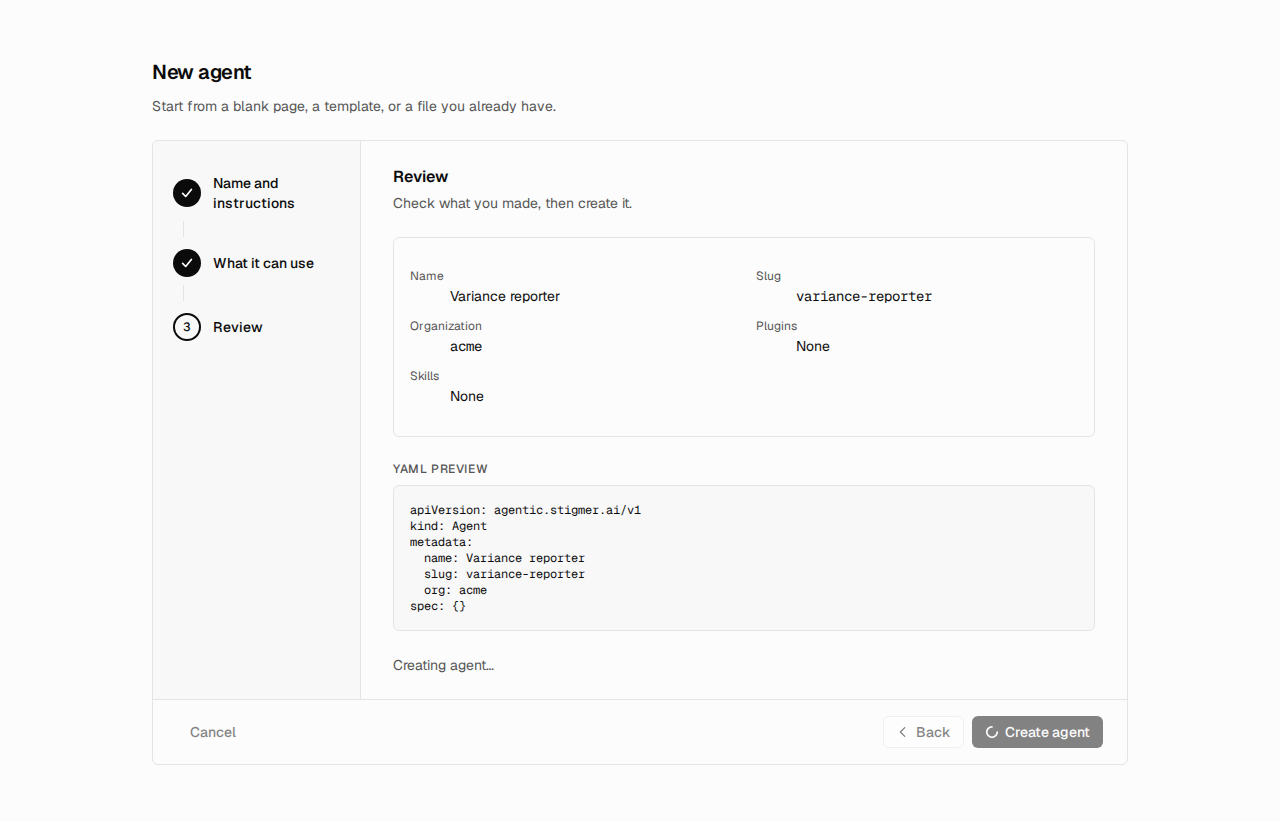 New agent
Start from a blank page, a template, or a file you already have.
Name and
instructions
What it can use
3 Review
Review
Check what you made, then create it.
Name
Variance reporter
Slug
variance-reporter
Organization
acme
Plugins
None
Skills
None
YAML PREVIEW
apiVersion: agentic.stigmer.ai/v1
kind: Agent
metadata:
  name: Variance reporter
  slug: variance-reporter
  org: acme
spec: {}
Creating agent…
Cancel
Back
Create agent